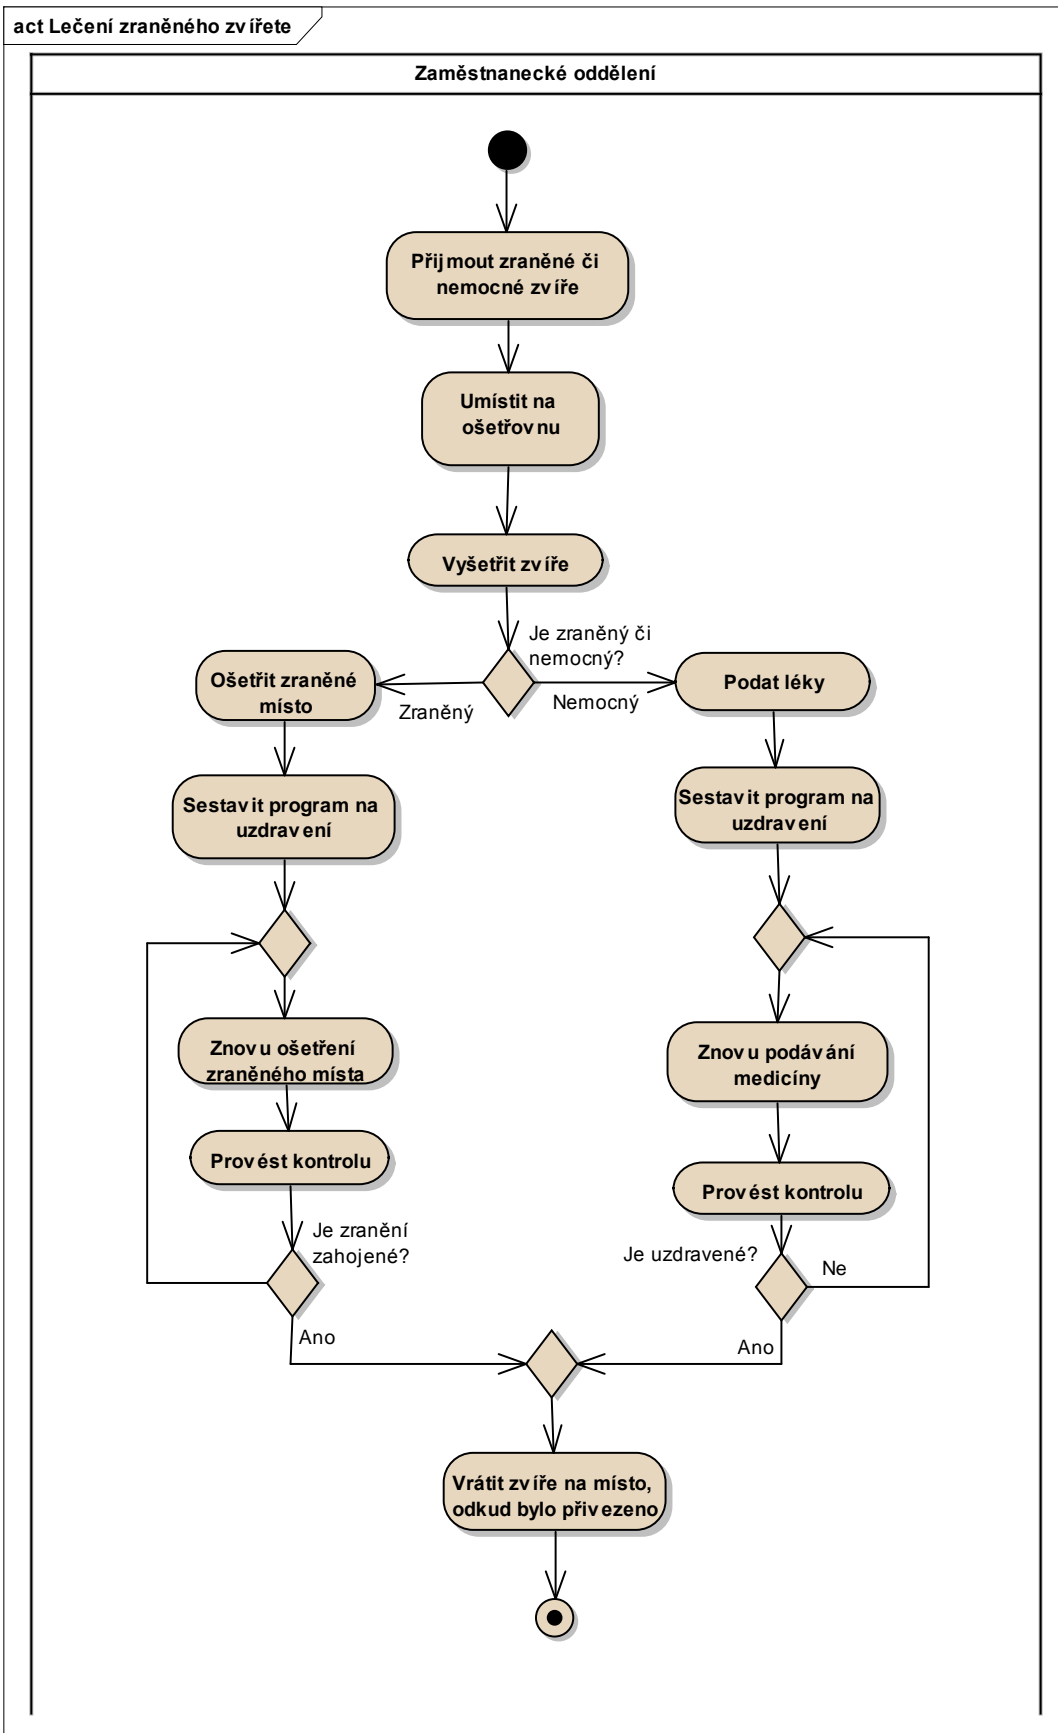 act Lečení zraněného zvířete
Zaměstnanecké oddělení
Přijmout zraněné či
nemocné zvíře
Umístit na
ošetřovnu
Vyšetřit zvíře
Je zraněný či
nemocný?
Zraněný
Nemocný
Ošetřit zraněné
místo
Podat léky
Sestavit program na
uzdravení
Sestavit program na
uzdravení
Znovu ošetření
zraněného místa
Znovu podávání
medicíny
Provést kontrolu
Provést kontrolu
Je zranění
zahojené?
Je uzdravené?
Ne
Ano
Ano
Vrátit zvíře na místo,
odkud bylo přivezeno